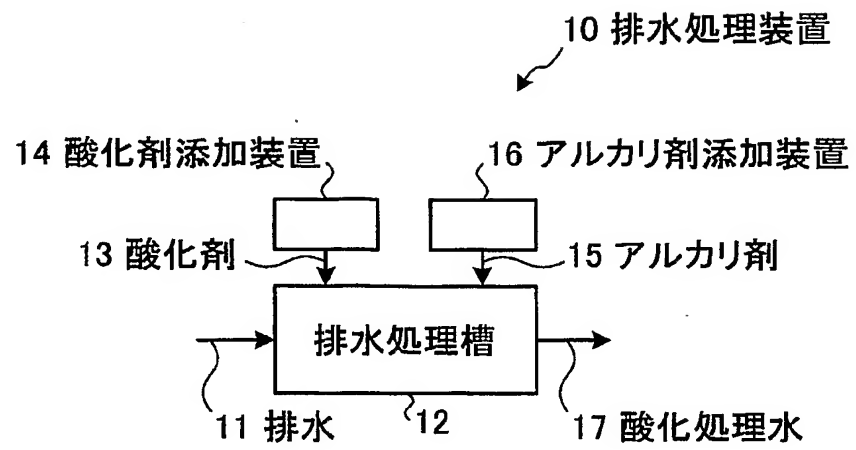 10 排水処理装置
14 酸化剤添加装置
16 アルカリ剤添加装置
13 酸化剤
15 アルカリ剤
排水処理槽
11 排水
12
17 酸化処理水